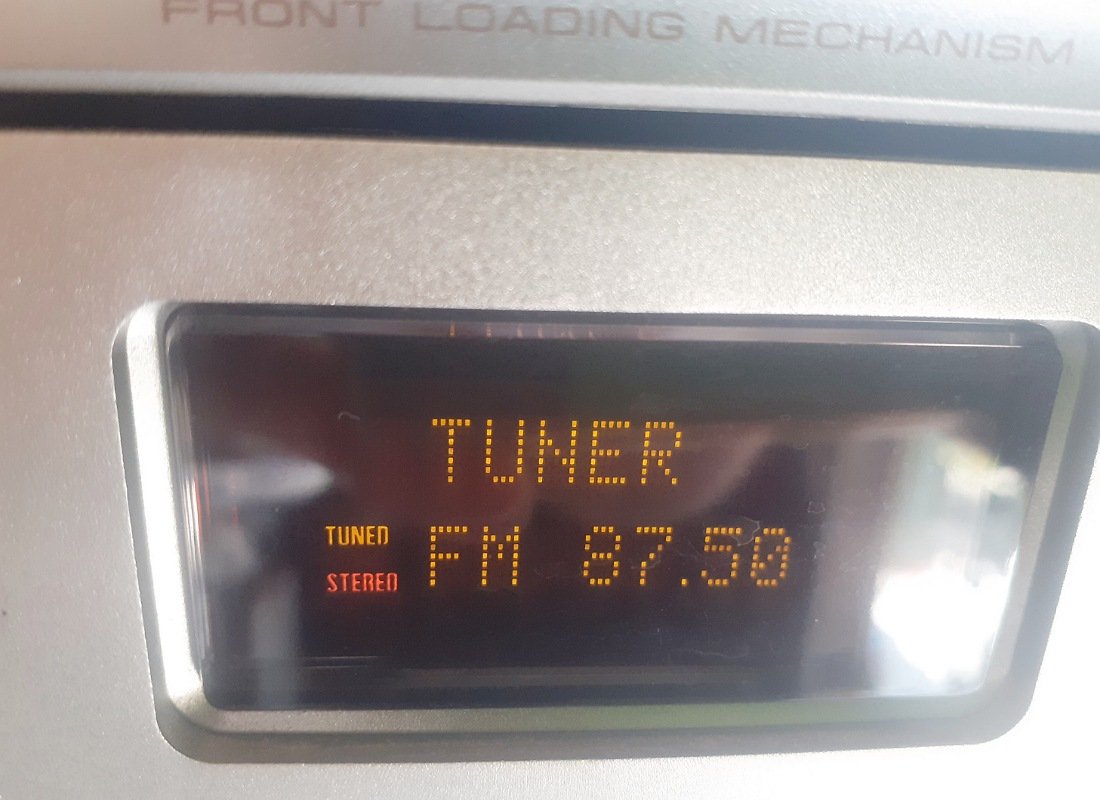 FRONT LOADING MECHANISM
TUNER
TUNED
FM 87.50
STEREO